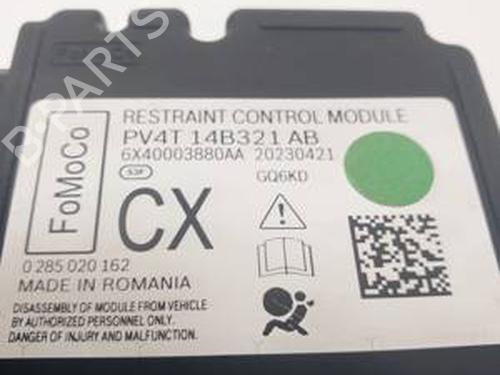 RESTRAINT CONTROL MODULE
PV4T 14B321 AB
6X40003880AA 20230421
GQ6KD
FoMoCo
CX
0 285 020 162
MADE IN ROMANIA
DISASSEMBLY OF MODULE FROM VEHICLE
BY AUTHORIZED PERSONNEL ONLY.
DANGER OF INJURY AND MALFUNCTION.
B-PARTS